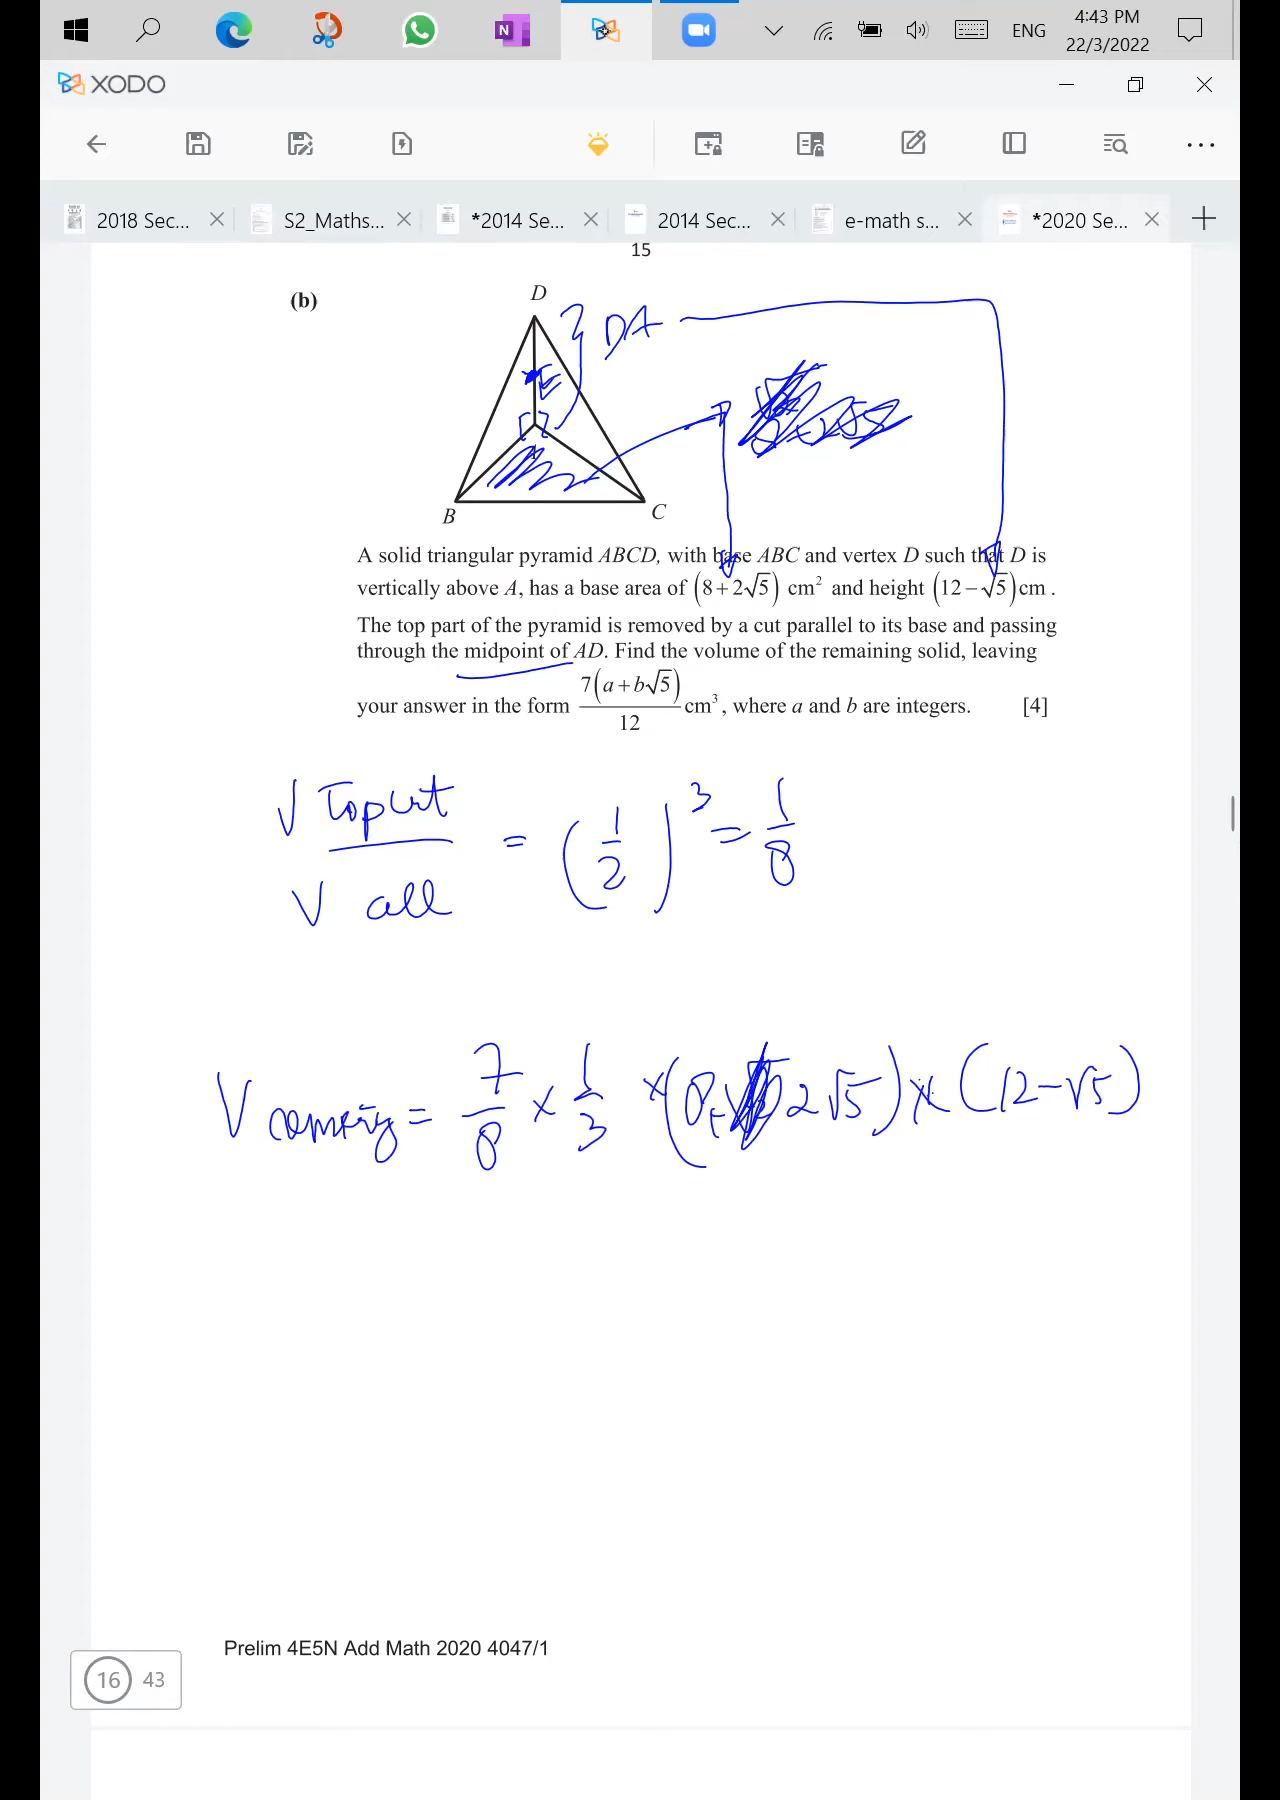 4:43 PM
ENG
22/3/2022
XODO
2018 Sec...
S2_Maths...
*2014 Se...
2014 Sec...
e-math s...
*2020 Se...
15
(b)
D
DA
E
B
C
A solid triangular pyramid ABCD, with base ABC and vertex D such that D is
vertically above A, has a base area of (8+2√5) cm² and height (12−√5)cm .
The top part of the pyramid is removed by a cut parallel to its base and passing
through the midpoint of AD. Find the volume of the remaining solid, leaving
your answer in the form 7(a+b√5)/12 cm³, where a and b are integers. [4]
V Top cut / V all = (1/2)³ = 1/8
V = 7/8 × 1/3 × (8+ 2√5) × (12−√5)
Prelim 4E5N Add Math 2020 4047/1
16 43